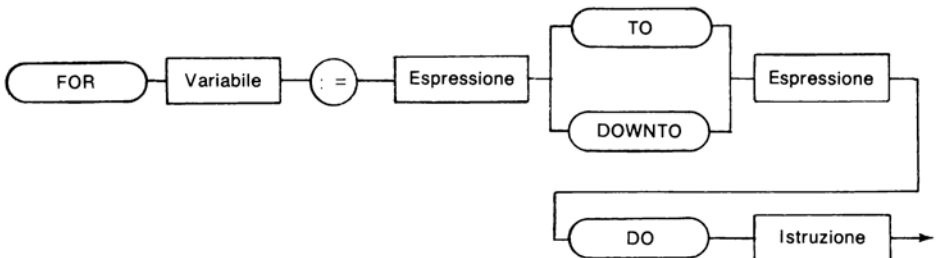 FOR
Variabile
:=
Espressione
TO
DOWNTO
Espressione
DO
Istruzione